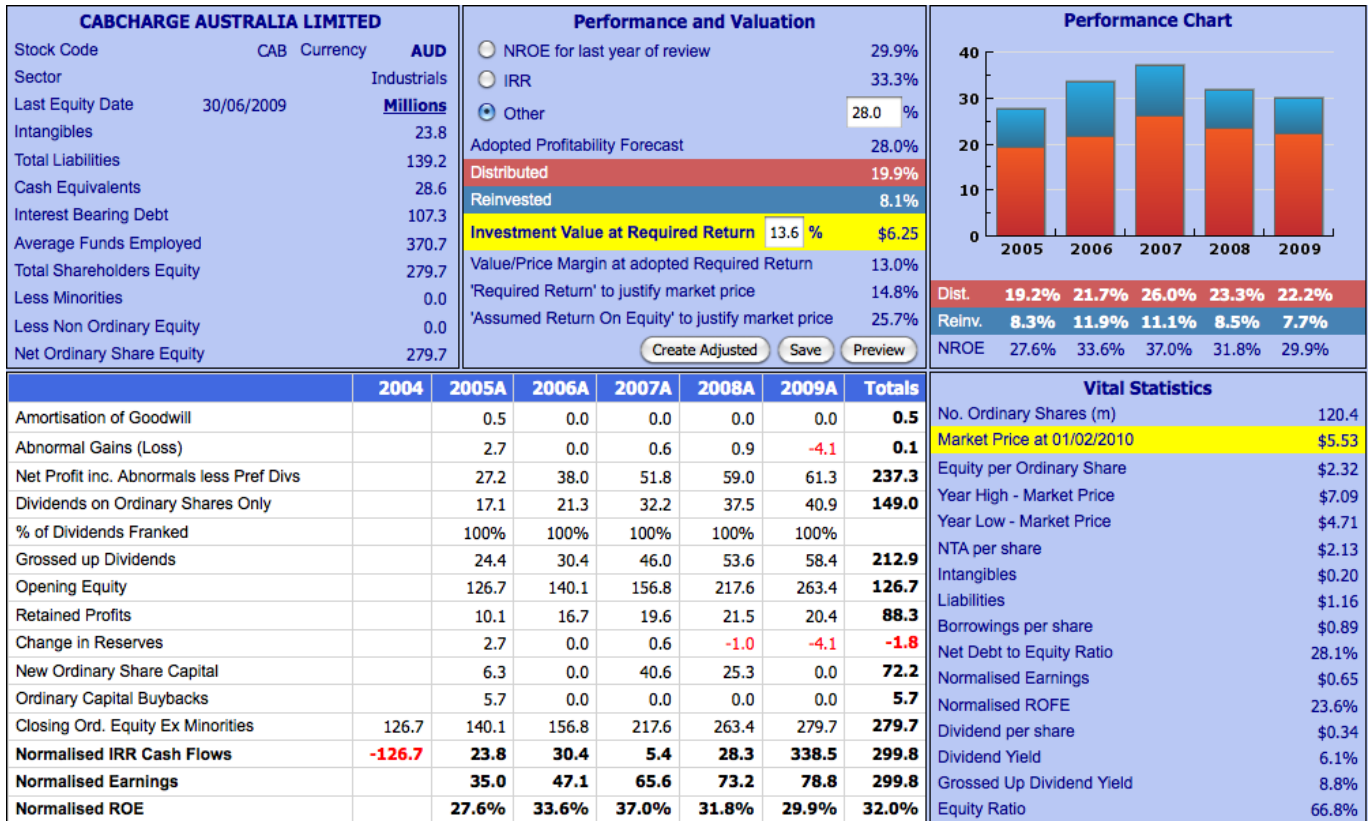 CABCHARGE AUSTRALIA LIMITED
Stock Code CAB Currency AUD
Sector Industrials
Last Equity Date 30/06/2009 Millions
Intangibles 23.8
Total Liabilities 139.2
Cash Equivalents 28.6
Interest Bearing Debt 107.3
Average Funds Employed 370.7
Total Shareholders Equity 279.7
Less Minorities 0.0
Less Non Ordinary Equity 0.0
Net Ordinary Share Equity 279.7
Performance and Valuation
NROE for last year of review 29.9%
IRR 33.3%
Other 28.0 %
Adopted Profitability Forecast 28.0%
Distributed 19.9%
Reinvested 8.1%
Investment Value at Required Return 13.6 % $6.25
Value/Price Margin at adopted Required Return 13.0%
'Required Return' to justify market price 14.8%
'Assumed Return On Equity' to justify market price 25.7%
Create Adjusted Save Preview
Performance Chart
40
30
20
10
0
2005 2006 2007 2008 2009
Dist. 19.2% 21.7% 26.0% 23.3% 22.2%
Reinv. 8.3% 11.9% 11.1% 8.5% 7.7%
NROE 27.6% 33.6% 37.0% 31.8% 29.9%
2004 2005A 2006A 2007A 2008A 2009A Totals
Amortisation of Goodwill 0.5 0.0 0.0 0.0 0.0 0.5
Abnormal Gains (Loss) 2.7 0.0 0.6 0.9 -4.1 0.1
Net Profit inc. Abnormals less Pref Divs 27.2 38.0 51.8 59.0 61.3 237.3
Dividends on Ordinary Shares Only 17.1 21.3 32.2 37.5 40.9 149.0
% of Dividends Franked 100% 100% 100% 100% 100%
Grossed up Dividends 24.4 30.4 46.0 53.6 58.4 212.9
Opening Equity 126.7 140.1 156.8 217.6 263.4 126.7
Retained Profits 10.1 16.7 19.6 21.5 20.4 88.3
Change in Reserves 2.7 0.0 0.6 -1.0 -4.1 -1.8
New Ordinary Share Capital 6.3 0.0 40.6 25.3 0.0 72.2
Ordinary Capital Buybacks 5.7 0.0 0.0 0.0 0.0 5.7
Closing Ord. Equity Ex Minorities 126.7 140.1 156.8 217.6 263.4 279.7 279.7
Normalised IRR Cash Flows -126.7 23.8 30.4 5.4 28.3 338.5 299.8
Normalised Earnings 35.0 47.1 65.6 73.2 78.8 299.8
Normalised ROE 27.6% 33.6% 37.0% 31.8% 29.9% 32.0%
Vital Statistics
No. Ordinary Shares (m) 120.4
Market Price at 01/02/2010 $5.53
Equity per Ordinary Share $2.32
Year High - Market Price $7.09
Year Low - Market Price $4.71
NTA per share $2.13
Intangibles $0.20
Liabilities $1.16
Borrowings per share $0.89
Net Debt to Equity Ratio 28.1%
Normalised Earnings $0.65
Normalised ROFE 23.6%
Dividend per share $0.34
Dividend Yield 6.1%
Grossed Up Dividend Yield 8.8%
Equity Ratio 66.8%